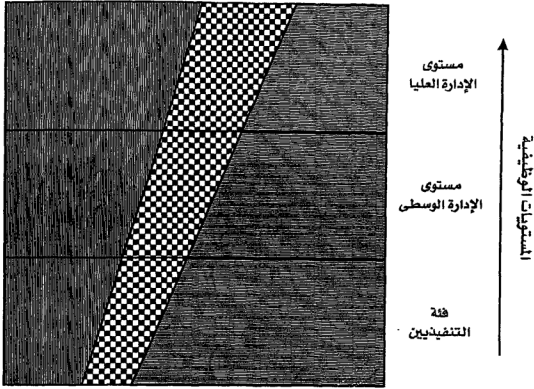 مستوى
الإدارة العليا
مستوى
الإدارة الوسطى
فئة
التنفيذيين
المستويات الوظيفية